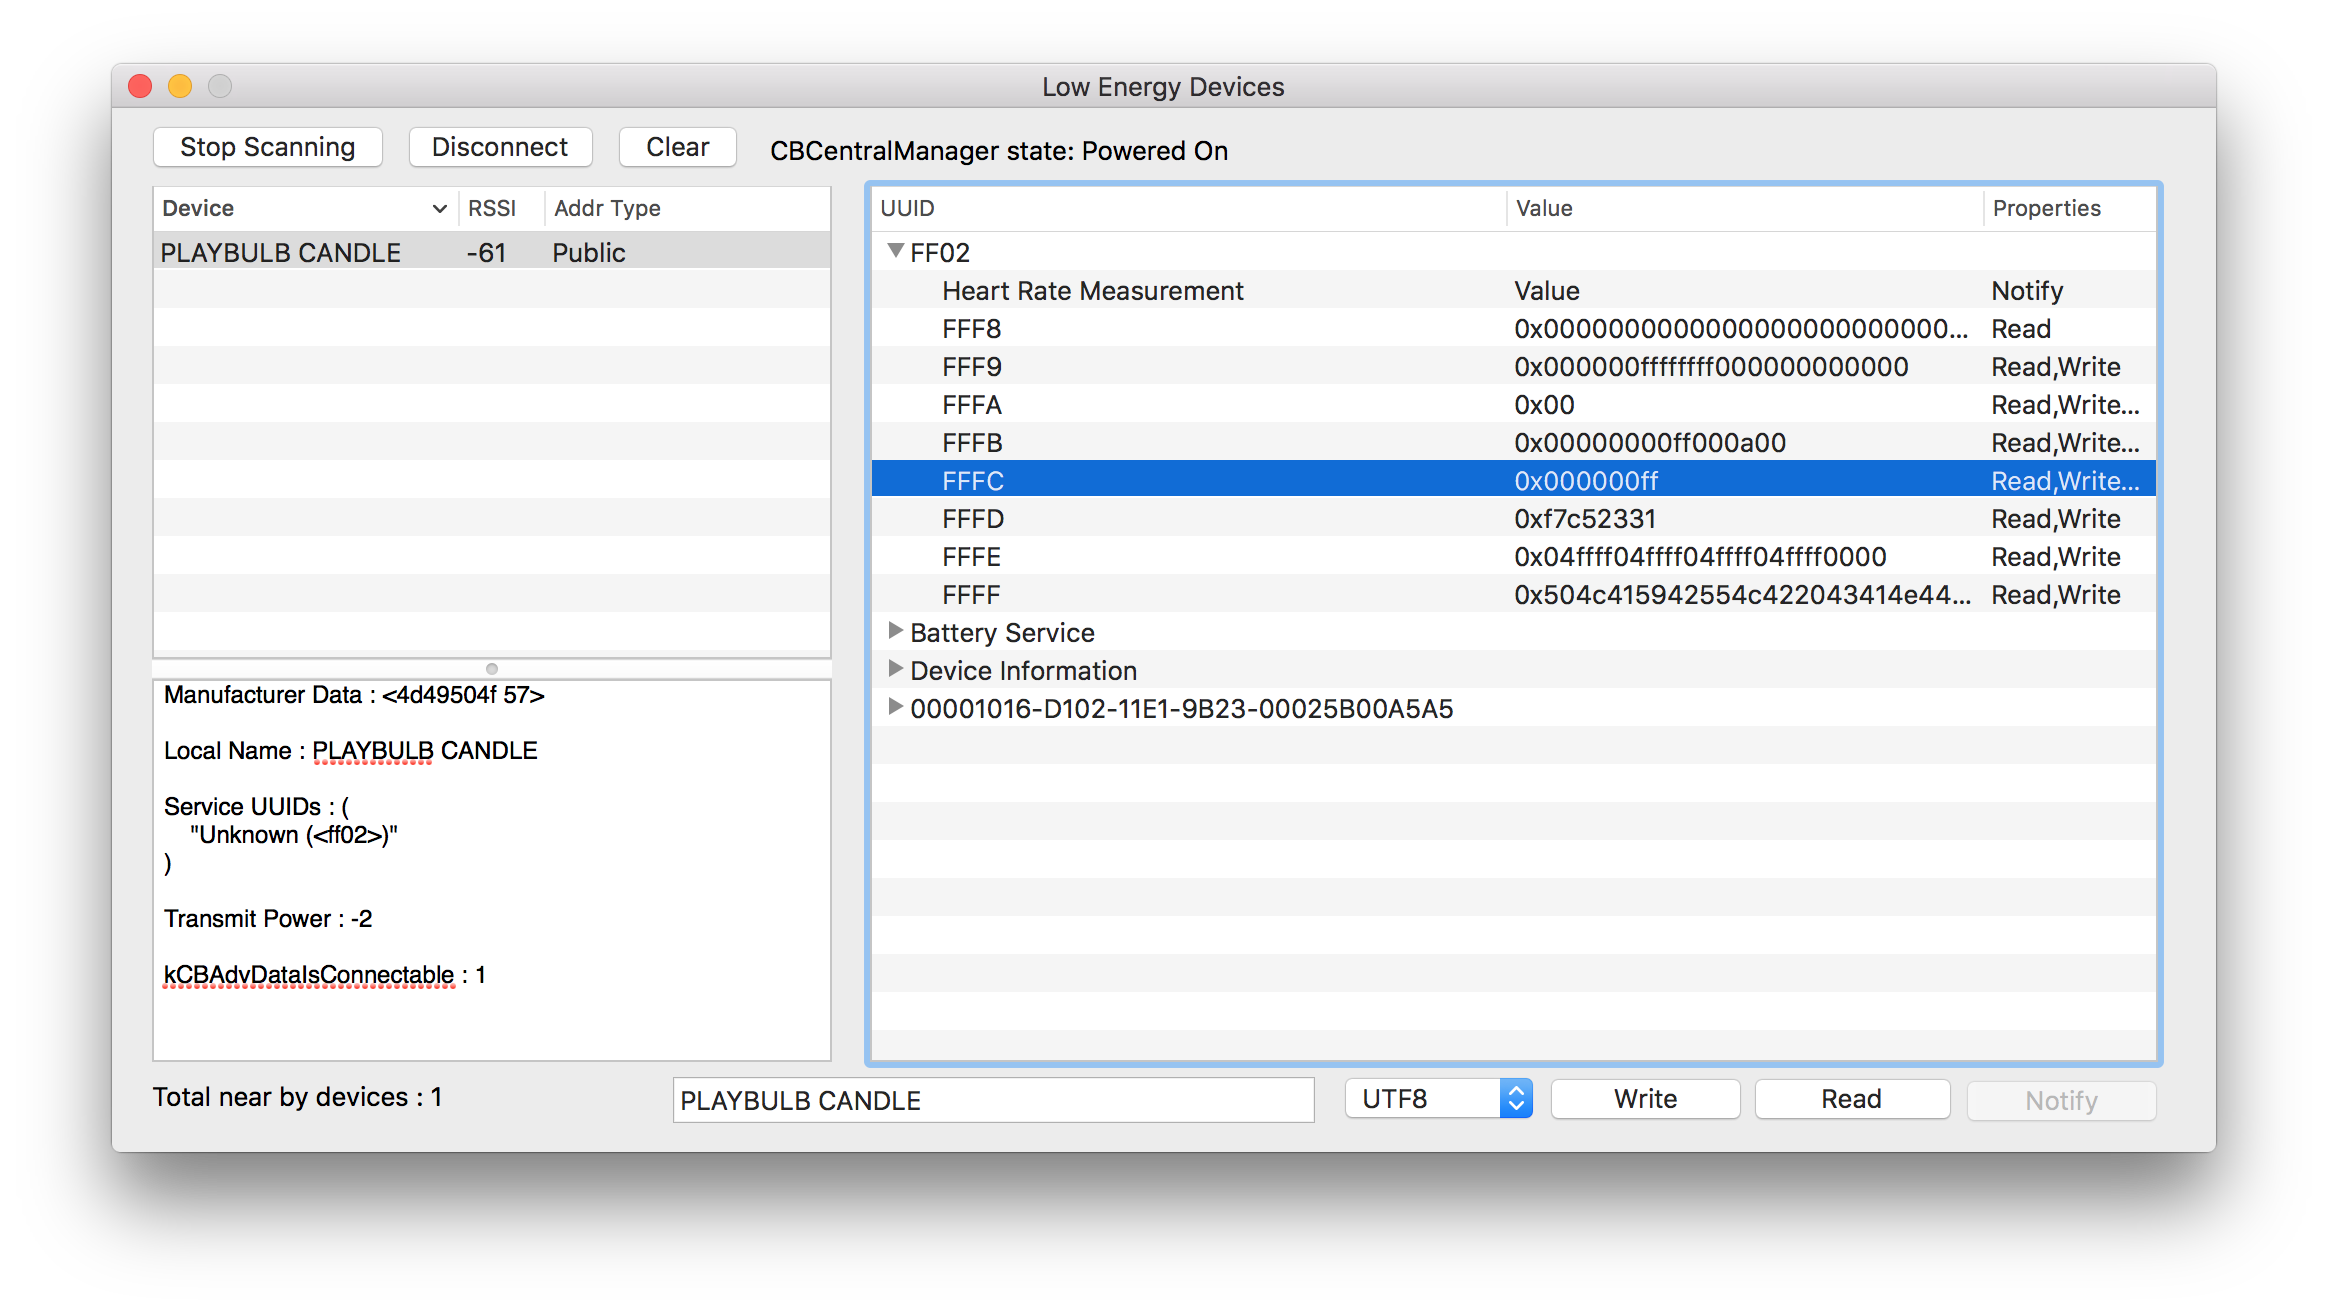 Low Energy Devices
Stop Scanning Disconnect Clear CBCentralManager state: Powered On
Device RSSI Addr Type
PLAYBULB CANDLE -61 Public
UUID Value Properties
FF02
Heart Rate Measurement Value Notify
FFF8 0x000000000000000000000000000... Read
FFF9 0x000000ffffffff000000000000 Read,Write
FFFA 0x00 Read,Write...
FFFB 0x00000000ff000a00 Read,Write...
FFFC 0x000000ff Read,Write...
FFFD 0xf7c52331 Read,Write
FFFE 0x04ffff04ffff04ffff04ffff0000 Read,Write
FFFF 0x504c415942554c422043414e44... Read,Write
Battery Service
Device Information
00001016-D102-11E1-9B23-00025B00A5A5
Manufacturer Data : <4d49504f 57>
Local Name : PLAYBULB CANDLE
Service UUIDs : (
"Unknown (<ff02>)"
)
Transmit Power : -2
kCBAdvDataIsConnectable : 1
Total near by devices : 1 PLAYBULB CANDLE UTF8 Write Read Notify